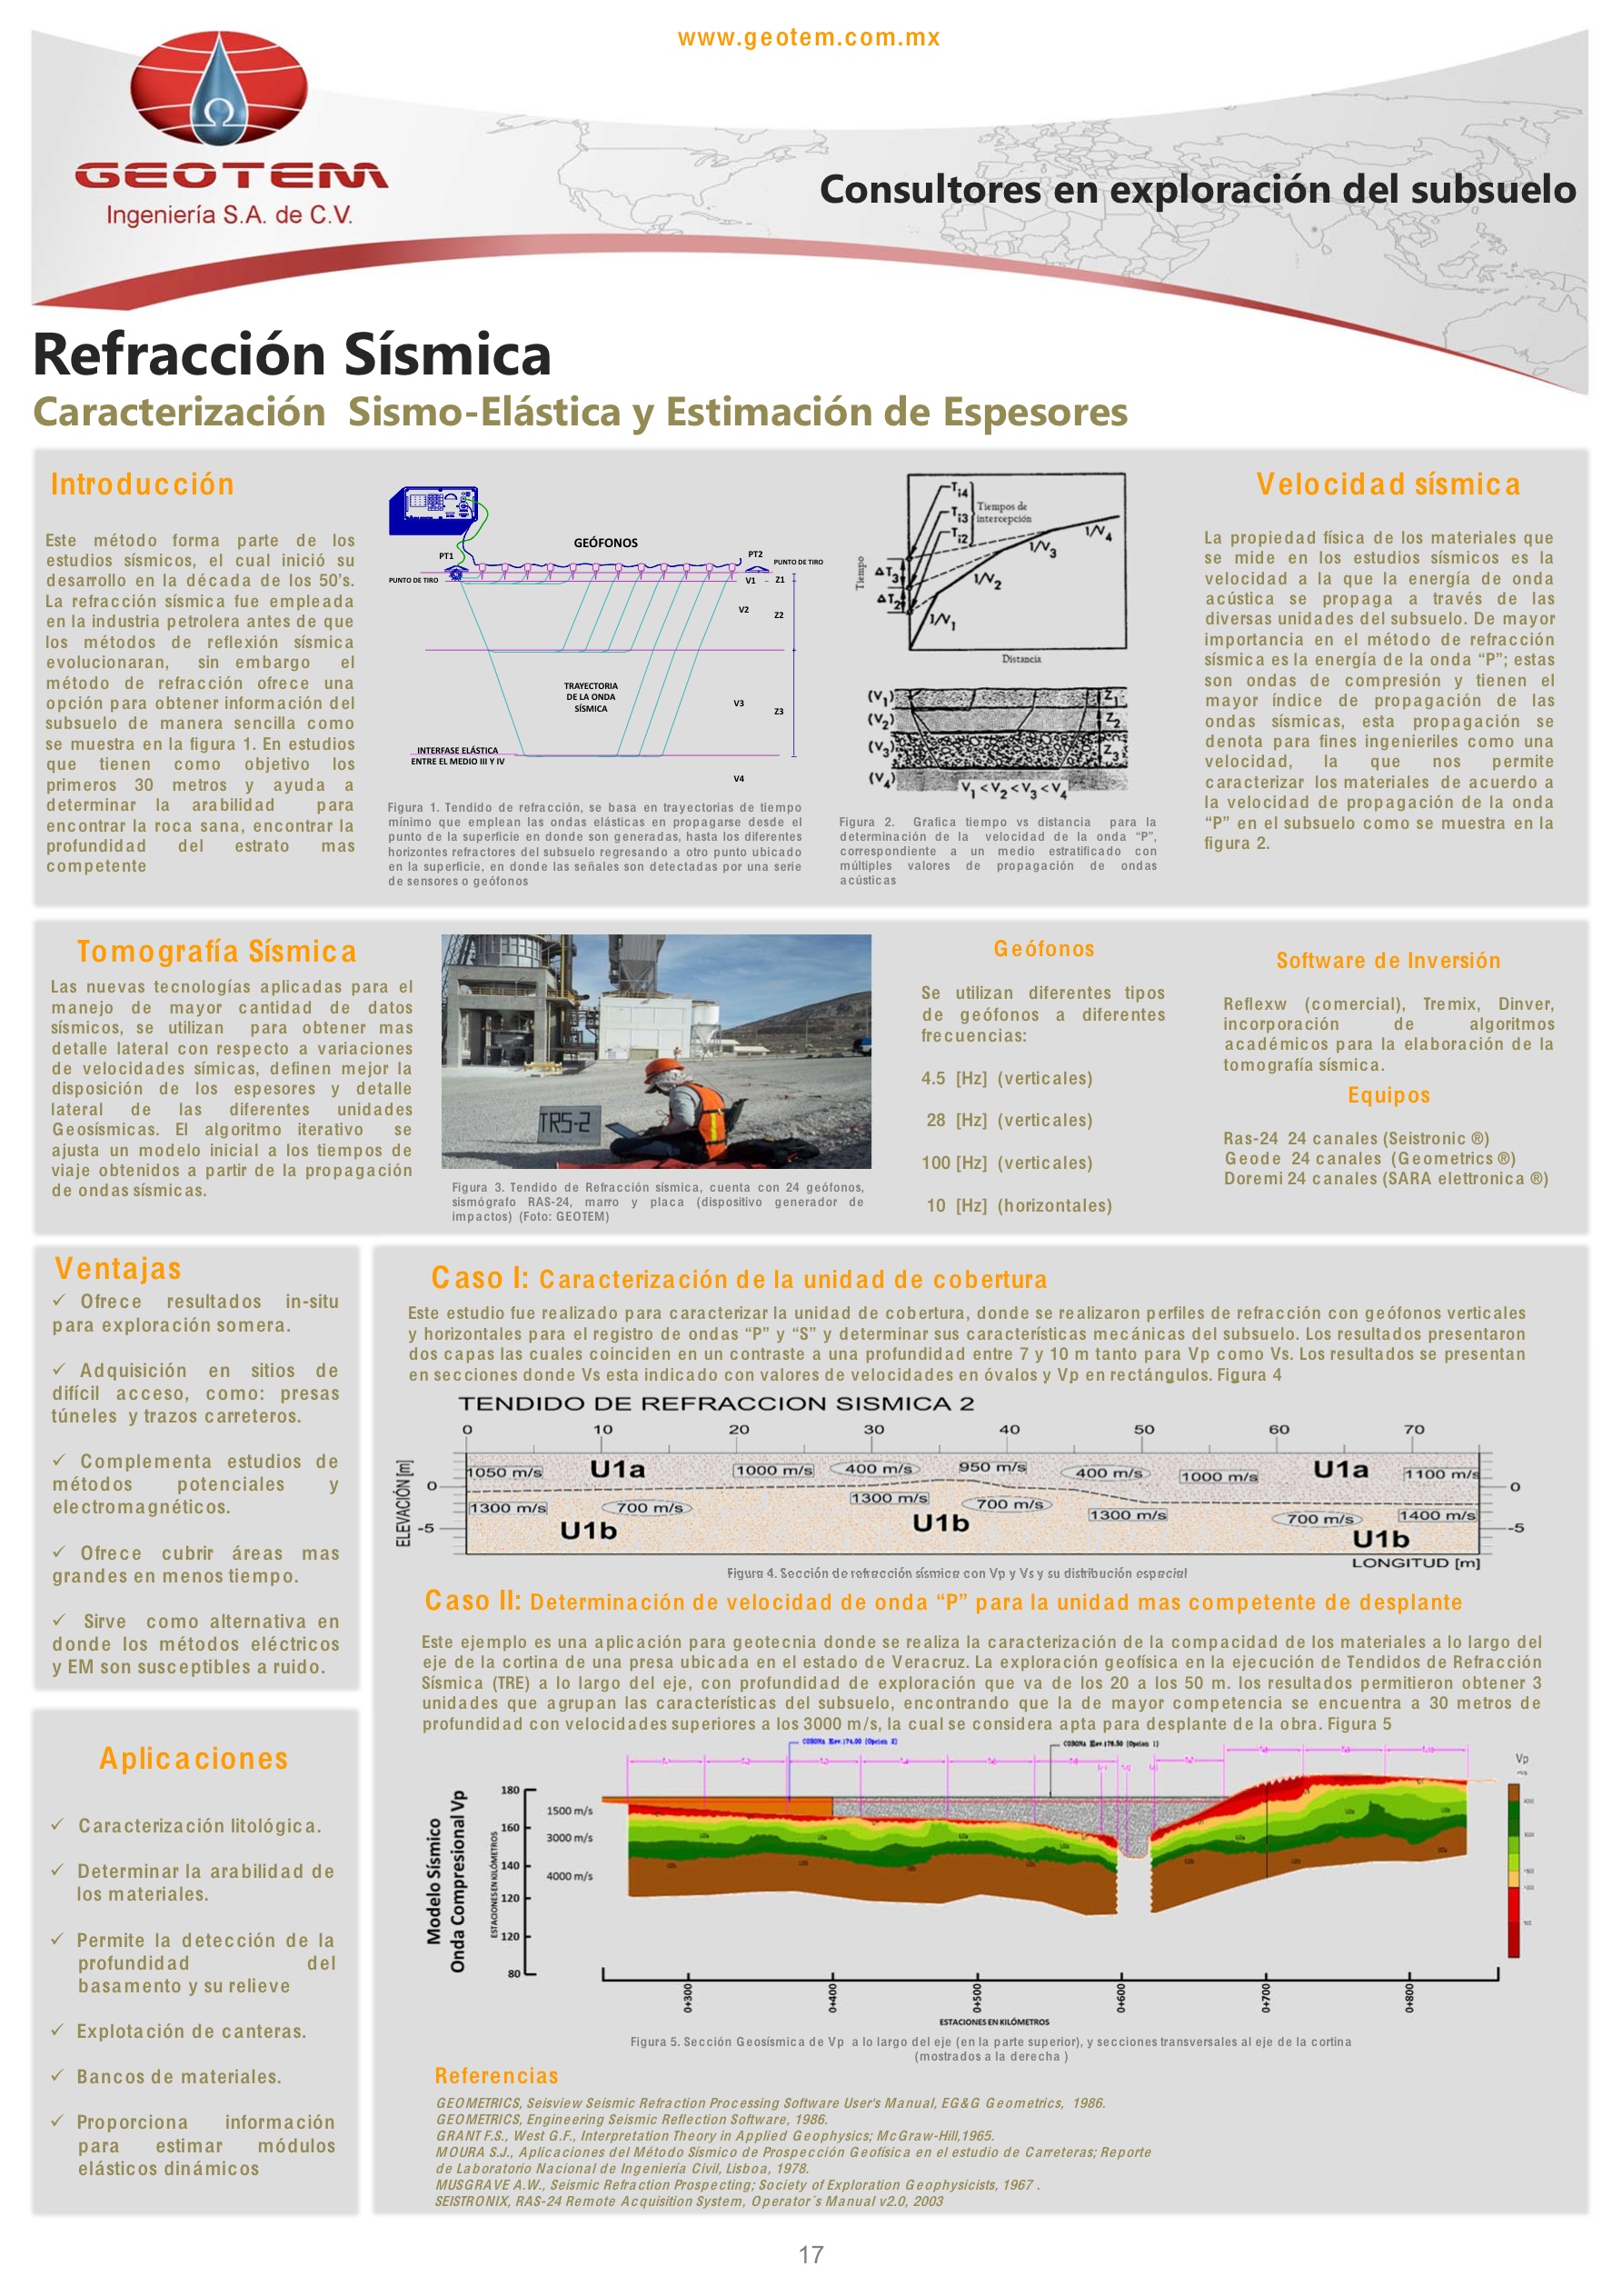 www.geotem.com.mx
GEOTEM
Ingeniería S.A. de C.V.
Consultores en exploración del subsuelo
Refracción Sísmica
Caracterización Sismo-Elástica y Estimación de Espesores
Introducción
Este método forma parte de los
estudios sísmicos, el cual inició su
desarrollo en la década de los 50's.
La refracción sísmica fue empleada
en la industria petrolera antes de que
los métodos de reflexión sísmica
evolucionaran, sin embargo el
método de refracción ofrece una
opción para obtener información del
subsuelo de manera sencilla como
se muestra en la figura 1. En estudios
que tienen como objetivo los
primeros 30 metros y ayuda a
determinar la arabilidad para
encontrar la roca sana, encontrar la
profundidad del estrato mas
competente
GEÓFONOS
PT1
PUNTO DE TIRO
PT2
PUNTO DE TIRO
V1 - Z1
V2
Z2
TRAYECTORIA
DE LA ONDA
SÍSMICA
V3
Z3
INTERFASE ELÁSTICA
ENTRE EL MEDIO III Y IV
V4
Figura 1. Tendido de refracción, se basa en trayectorias de tiempo
mínimo que emplean las ondas elásticas en propagarse desde el
punto de la superficie en donde son generadas, hasta los diferentes
horizontes refractores del subsuelo regresando a otro punto ubicado
en la superficie, en donde las señales son detectadas por una serie
de sensores o geófonos
Ti4
Ti3
Ti2
Tiempos de
intercepción
Tiempo
ΔT3
ΔT2
1/V1
1/V2
1/V3
1/V4
Distancia
(V1)
(V2)
(V3)
(V4)
Z1
Z2
Z3
V1 < V2 < V3 < V4
Figura 2. Grafica tiempo vs distancia para la
determinación de la velocidad de la onda “P”,
correspondiente a un medio estratificado con
múltiples valores de propagación de ondas
acústicas
Velocidad sísmica
La propiedad física de los materiales que
se mide en los estudios sísmicos es la
velocidad a la que la energía de onda
acústica se propaga a través de las
diversas unidades del subsuelo. De mayor
importancia en el método de refracción
sísmica es la energía de la onda “P”; estas
son ondas de compresión y tienen el
mayor índice de propagación de las
ondas sísmicas, esta propagación se
denota para fines ingenieriles como una
velocidad, la que nos permite
caracterizar los materiales de acuerdo a
la velocidad de propagación de la onda
“P” en el subsuelo como se muestra en la
figura 2.
Tomografía Sísmica
Las nuevas tecnologías aplicadas para el
manejo de mayor cantidad de datos
sísmicos, se utilizan para obtener mas
detalle lateral con respecto a variaciones
de velocidades símicas, definen mejor la
disposición de los espesores y detalle
lateral de las diferentes unidades
Geosísmicas. El algoritmo iterativo se
ajusta un modelo inicial a los tiempos de
viaje obtenidos a partir de la propagación
de ondas sísmicas.
TRS-2
Figura 3. Tendido de Refracción sísmica, cuenta con 24 geófonos,
sismógrafo RAS-24, marro y placa (dispositivo generador de
impactos) (Foto: GEOTEM)
Geófonos
Se utilizan diferentes tipos
de geófonos a diferentes
frecuencias:
4.5 [Hz] (verticales)
28 [Hz] (verticales)
100 [Hz] (verticales)
10 [Hz] (horizontales)
Software de Inversión
Reflexw (comercial), Tremix, Dinver,
incorporación de algoritmos
académicos para la elaboración de la
tomografía sísmica.
Equipos
Ras-24 24 canales (Seistronic ®)
Geode 24 canales (Geometrics ®)
Doremi 24 canales (SARA elettronica ®)
Ventajas
✓ Ofrece resultados in-situ
para exploración somera.
✓ Adquisición en sitios de
difícil acceso, como: presas
túneles y trazos carreteros.
✓ Complementa estudios de
métodos potenciales y
electromagnéticos.
✓ Ofrece cubrir áreas mas
grandes en menos tiempo.
✓ Sirve como alternativa en
donde los métodos eléctricos
y EM son susceptibles a ruido.
Aplicaciones
✓ Caracterización litológica.
✓ Determinar la arabilidad de
los materiales.
✓ Permite la detección de la
profundidad del
basamento y su relieve
✓ Explotación de canteras.
✓ Bancos de materiales.
✓ Proporciona información
para estimar módulos
elásticos dinámicos
Caso I: Caracterización de la unidad de cobertura
Este estudio fue realizado para caracterizar la unidad de cobertura, donde se realizaron perfiles de refracción con geófonos verticales
y horizontales para el registro de ondas “P” y “S” y determinar sus características mecánicas del subsuelo. Los resultados presentaron
dos capas las cuales coinciden en un contraste a una profundidad entre 7 y 10 m tanto para Vp como Vs. Los resultados se presentan
en secciones donde Vs esta indicado con valores de velocidades en óvalos y Vp en rectángulos. Figura 4
TENDIDO DE REFRACCION SISMICA 2
0 10 20 30 40 50 60 70
ELEVACIÓN [m]
0
-5
1050 m/s U1a 1000 m/s 400 m/s 950 m/s 400 m/s 1000 m/s U1a 1100 m/s
1300 m/s 700 m/s 1300 m/s 700 m/s 1300 m/s 700 m/s 1400 m/s
U1b U1b U1b
0
-5
LONGITUD [m]
Figura 4. Sección de refracción sísmica con Vp y Vs y su distribución espacial
Caso II: Determinación de velocidad de onda “P” para la unidad mas competente de desplante
Este ejemplo es una aplicación para geotecnia donde se realiza la caracterización de la compacidad de los materiales a lo largo del
eje de la cortina de una presa ubicada en el estado de Veracruz. La exploración geofísica en la ejecución de Tendidos de Refracción
Sísmica (TRE) a lo largo del eje, con profundidad de exploración que va de los 20 a los 50 m. los resultados permitieron obtener 3
unidades que agrupan las características del subsuelo, encontrando que la de mayor competencia se encuentra a 30 metros de
profundidad con velocidades superiores a los 3000 m/s, la cual se considera apta para desplante de la obra. Figura 5
CORONA Elev.174.00 (Opcion 2)
CORONA Elev.176.50 (Opcion 1)
Modelo Sísmico
Onda Compresional Vp
ESTACIONES EN KILÓMETROS
180
160
140
120
120
80
1500 m/s
3000 m/s
4000 m/s
Vp
0+300
0+400
0+500
0+600
0+700
0+800
ESTACIONES EN KILÓMETROS
Figura 5. Sección Geosísmica de Vp a lo largo del eje (en la parte superior), y secciones transversales al eje de la cortina
(mostrados a la derecha )
Referencias
GEOMETRICS, Seisview Seismic Refraction Processing Software User's Manual, EG&G Geometrics, 1986.
GEOMETRICS, Engineering Seismic Reflection Software, 1986.
GRANT F.S., West G.F., Interpretation Theory in Applied Geophysics; McGraw-Hill,1965.
MOURA S.J., Aplicaciones del Método Sísmico de Prospección Geofísica en el estudio de Carreteras; Reporte
de Laboratorio Nacional de Ingeniería Civil, Lisboa, 1978.
MUSGRAVE A.W., Seismic Refraction Prospecting; Society of Exploration Geophysicists, 1967 .
SEISTRONIX, RAS-24 Remote Acquisition System, Operator´s Manual v2.0, 2003
17